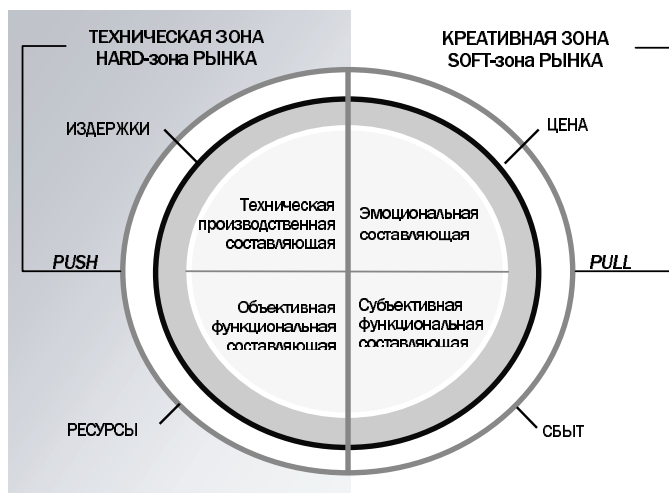 ТЕХНИЧЕСКАЯ ЗОНА
HARD-зона РЫНКА
КРЕАТИВНАЯ ЗОНА
SOFT-зона РЫНКА
ИЗДЕРЖКИ
ЦЕНА
Техническая
производственная
составляющая
Эмоциональная
составляющая
PUSH
PULL
Объективная
функциональная
составляющая
Субъективная
функциональная
составляющая
РЕСУРСЫ
СБЫТ